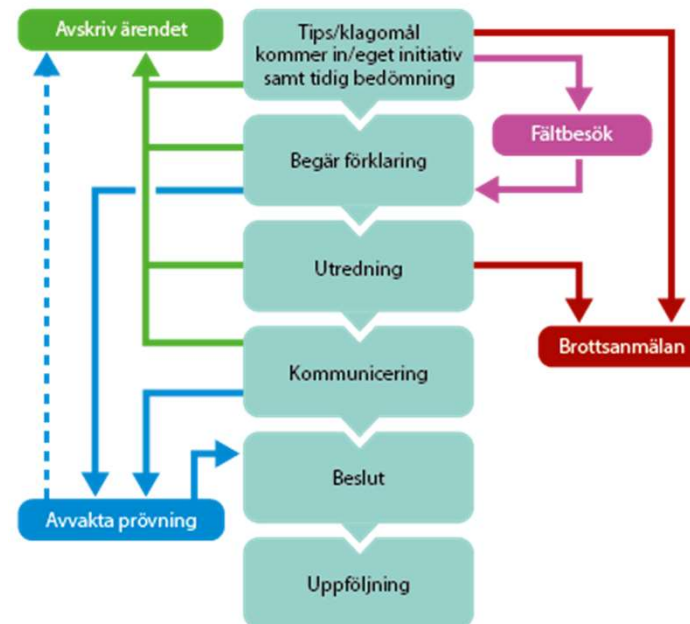 Avskriv ärendet
Tips/klagomål
kommer in/eget initiativ
samt tidig bedömning
Fältbesök
Begär förklaring
Utredning
Brottsanmälan
Kommunicering
Beslut
Avvakta prövning
Uppföljning